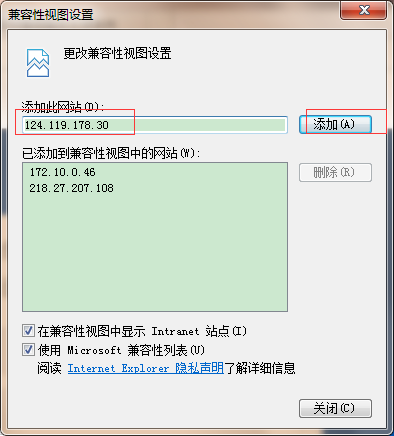 兼容性视图设置
更改兼容性视图设置
添加此网站(D):
124.119.178.30
添加(A)
已添加到兼容性视图中的网站(W):
172.10.0.46
218.27.207.108
删除(R)
在兼容性视图中显示 Intranet 站点(I)
使用 Microsoft 兼容性列表(U)
阅读 Internet Explorer 隐私声明了解详细信息
关闭(C)